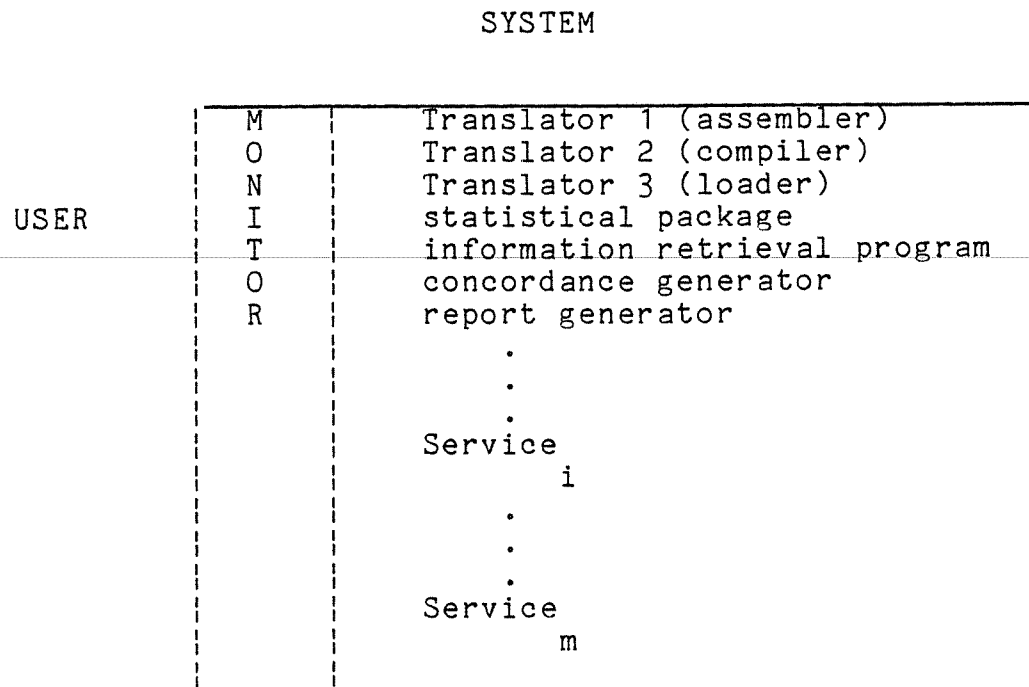 SYSTEM
M Translator 1 (assembler)
O Translator 2 (compiler)
N Translator 3 (loader)
USER I statistical package
T information retrieval program
O concordance generator
R report generator
.
.
.
Service
i
.
.
.
Service
m